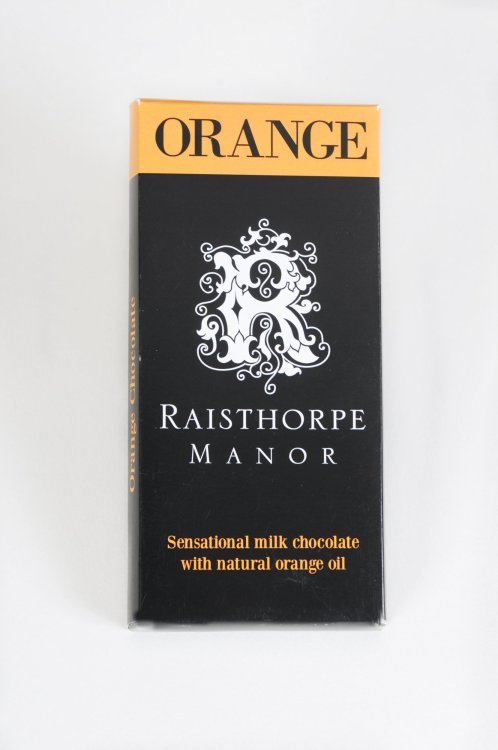 ORANGE
R
RAISTHORPE
MANOR
Sensational milk chocolate
with natural orange oil
Orange Chocolate